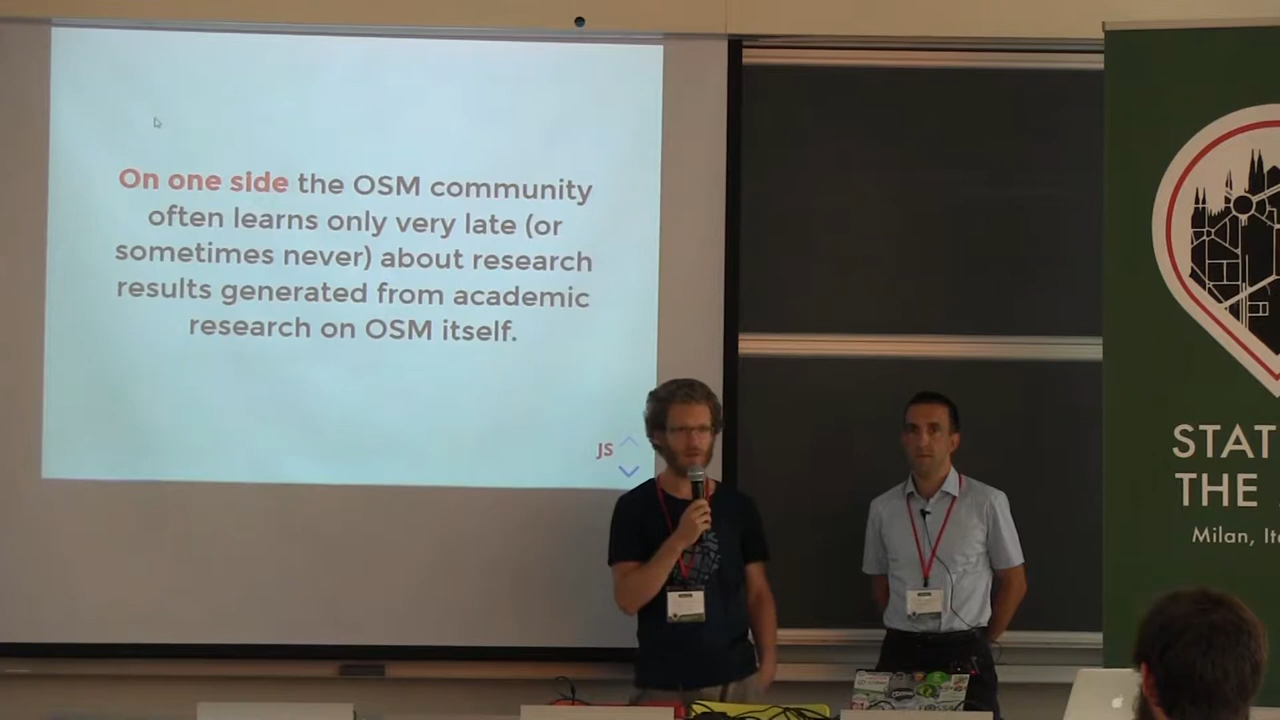 On one side the OSM community
often learns only very late (or
sometimes never) about research
results generated from academic
research on OSM itself.
JS
STAT
THE
Milan, Ita